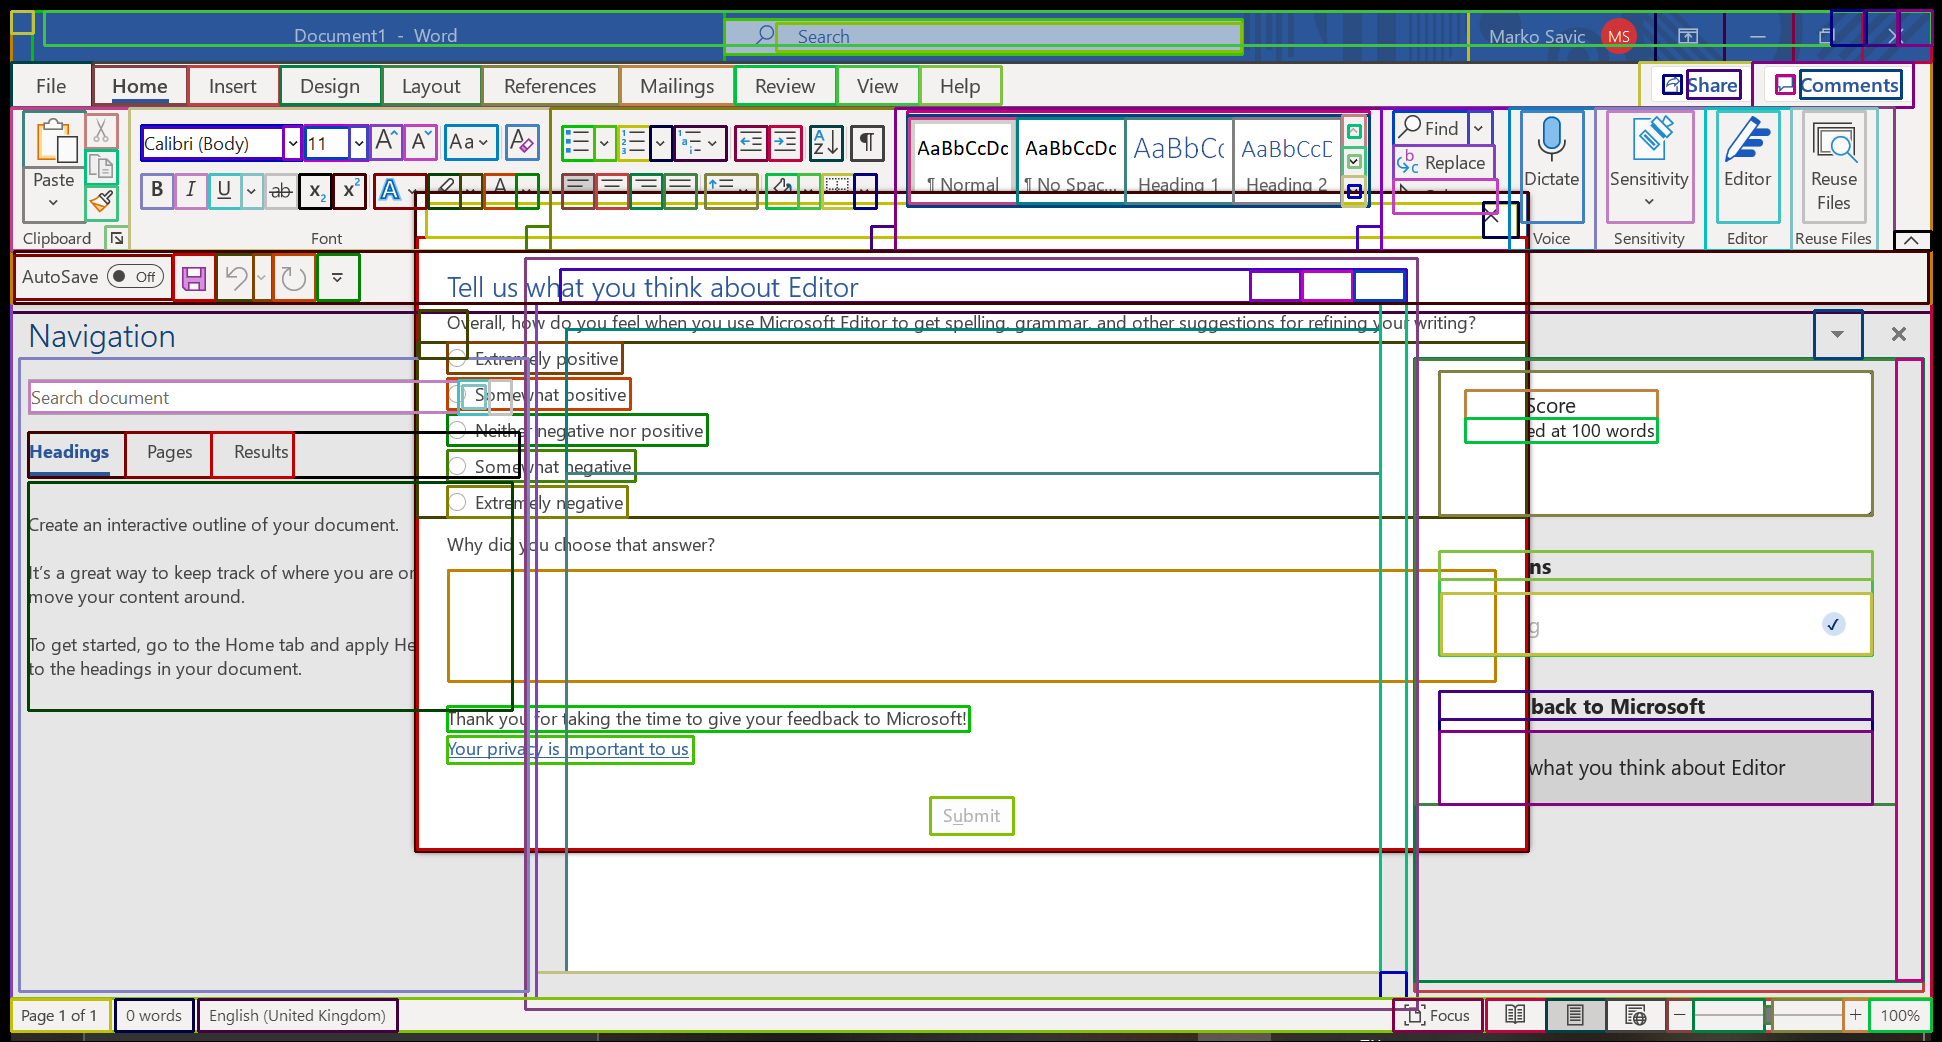 Document1 - Word
Search
Marko Savic
MS
File
Home
Insert
Design
Layout
References
Mailings
Review
View
Help
Share
Comments
Paste
Clipboard
Calibri (Body)
11
Aa
B I U ab x₂ x²
Font
AaBbCcDc
¶ Normal
AaBbCcDc
¶ No Spac...
AaBbCc
Heading 1
AaBbCcD
Heading 2
Find
Replace
Dictate
Voice
Sensitivity
Sensitivity
Editor
Editor
Reuse
Files
Reuse Files
AutoSave
Off
Navigation
Search document
Headings
Pages
Results
Create an interactive outline of your document.
It's a great way to keep track of where you are or
move your content around.
To get started, go to the Home tab and apply He
to the headings in your document.
Tell us what you think about Editor
Overall, how do you feel when you use Microsoft Editor to get spelling, grammar, and other suggestions for refining your writing?
Extremely positive
Somewhat positive
Neither negative nor positive
Somewhat negative
Extremely negative
Why did you choose that answer?
Thank you for taking the time to give your feedback to Microsoft!
Your privacy is important to us
Submit
Score
ed at 100 words
ns
g
back to Microsoft
what you think about Editor
Page 1 of 1
0 words
English (United Kingdom)
Focus
100%